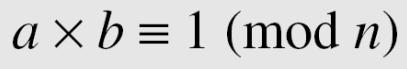 a × b ≡ 1 (mod n)